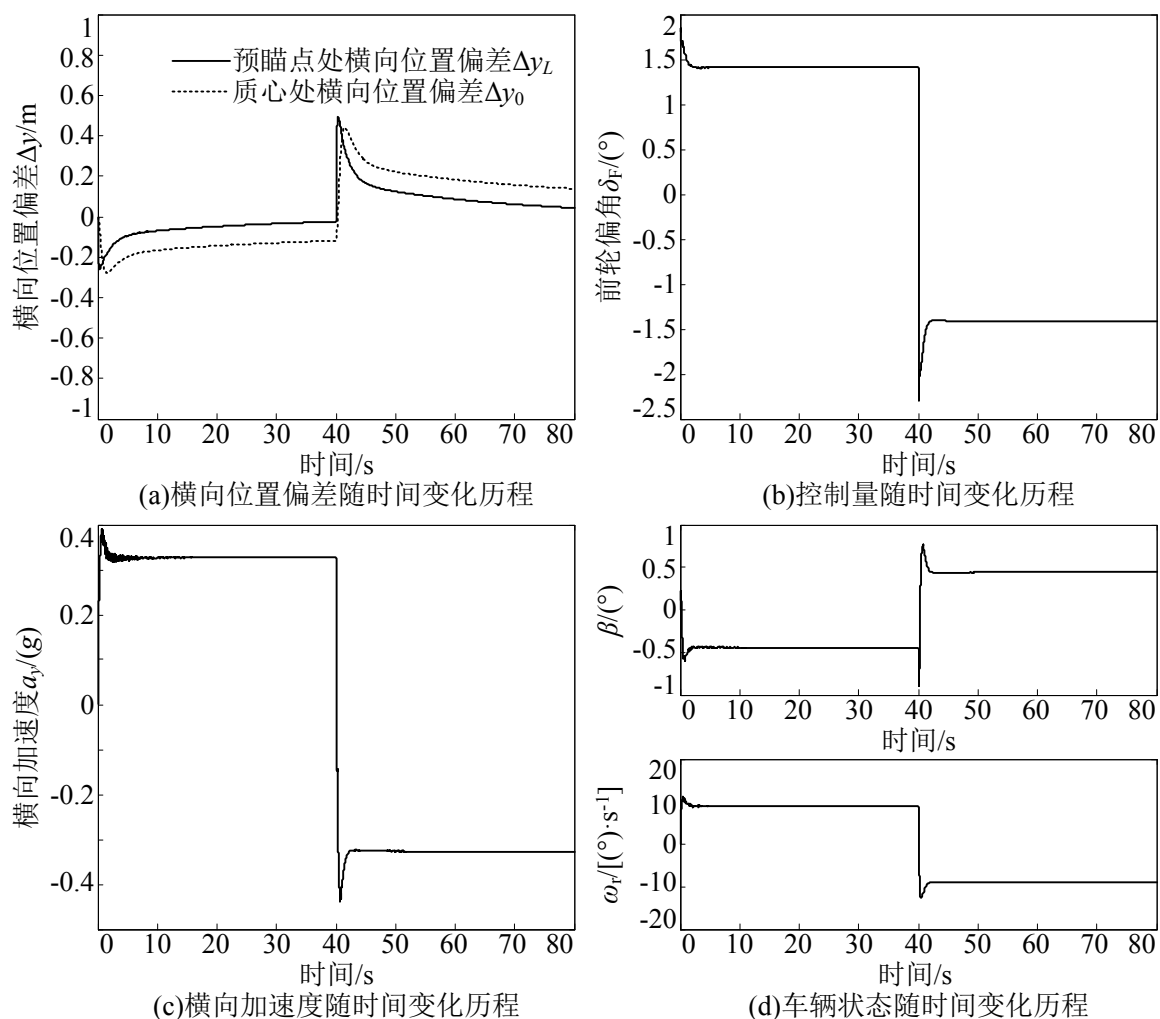 1
0.8
0.6
0.4
0.2
0
-0.2
-0.4
-0.6
-0.8
-1
横向位置偏差Δy/m
预瞄点处横向位置偏差ΔyL
质心处横向位置偏差Δy0
0 10 20 30 40 50 60 70 80
时间/s
(a)横向位置偏差随时间变化历程
2
1.5
1
0.5
0
-0.5
-1
-1.5
-2
-2.5
前轮偏角δF/(°)
0 10 20 30 40 50 60 70 80
时间/s
(b)控制量随时间变化历程
0.4
0.2
0
-0.2
-0.4
横向加速度ay/(g)
0 10 20 30 40 50 60 70 80
时间/s
(c)横向加速度随时间变化历程
1
0.5
0
-0.5
-1
β/(°)
0 10 20 30 40 50 60 70 80
时间/s
20
10
0
-10
-20
ωr/[(°)·s-1]
0 10 20 30 40 50 60 70 80
时间/s
(d)车辆状态随时间变化历程